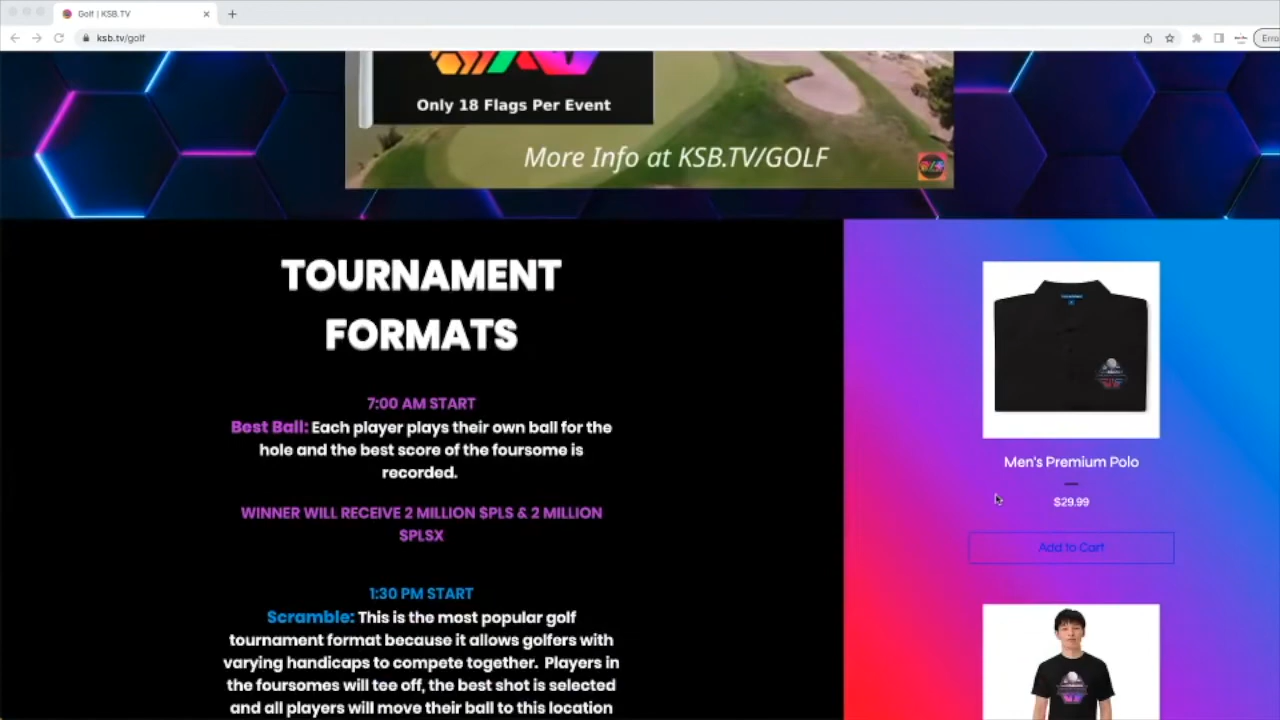 Golf | KSB.TV
ksb.tv/golf
Only 18 Flags Per Event
More Info at KSB.TV/GOLF
TOURNAMENT
FORMATS
7:00 AM START
Best Ball: Each player plays their own ball for the
hole and the best score of the foursome is
recorded.
WINNER WILL RECEIVE 2 MILLION $PLS & 2 MILLION
$PLSX
1:30 PM START
Scramble: This is the most popular golf
tournament format because it allows golfers with
varying handicaps to compete together. Players in
the foursomes will tee off, the best shot is selected
and all players will move their ball to this location
Men's Premium Polo
$29.99
Add to Cart